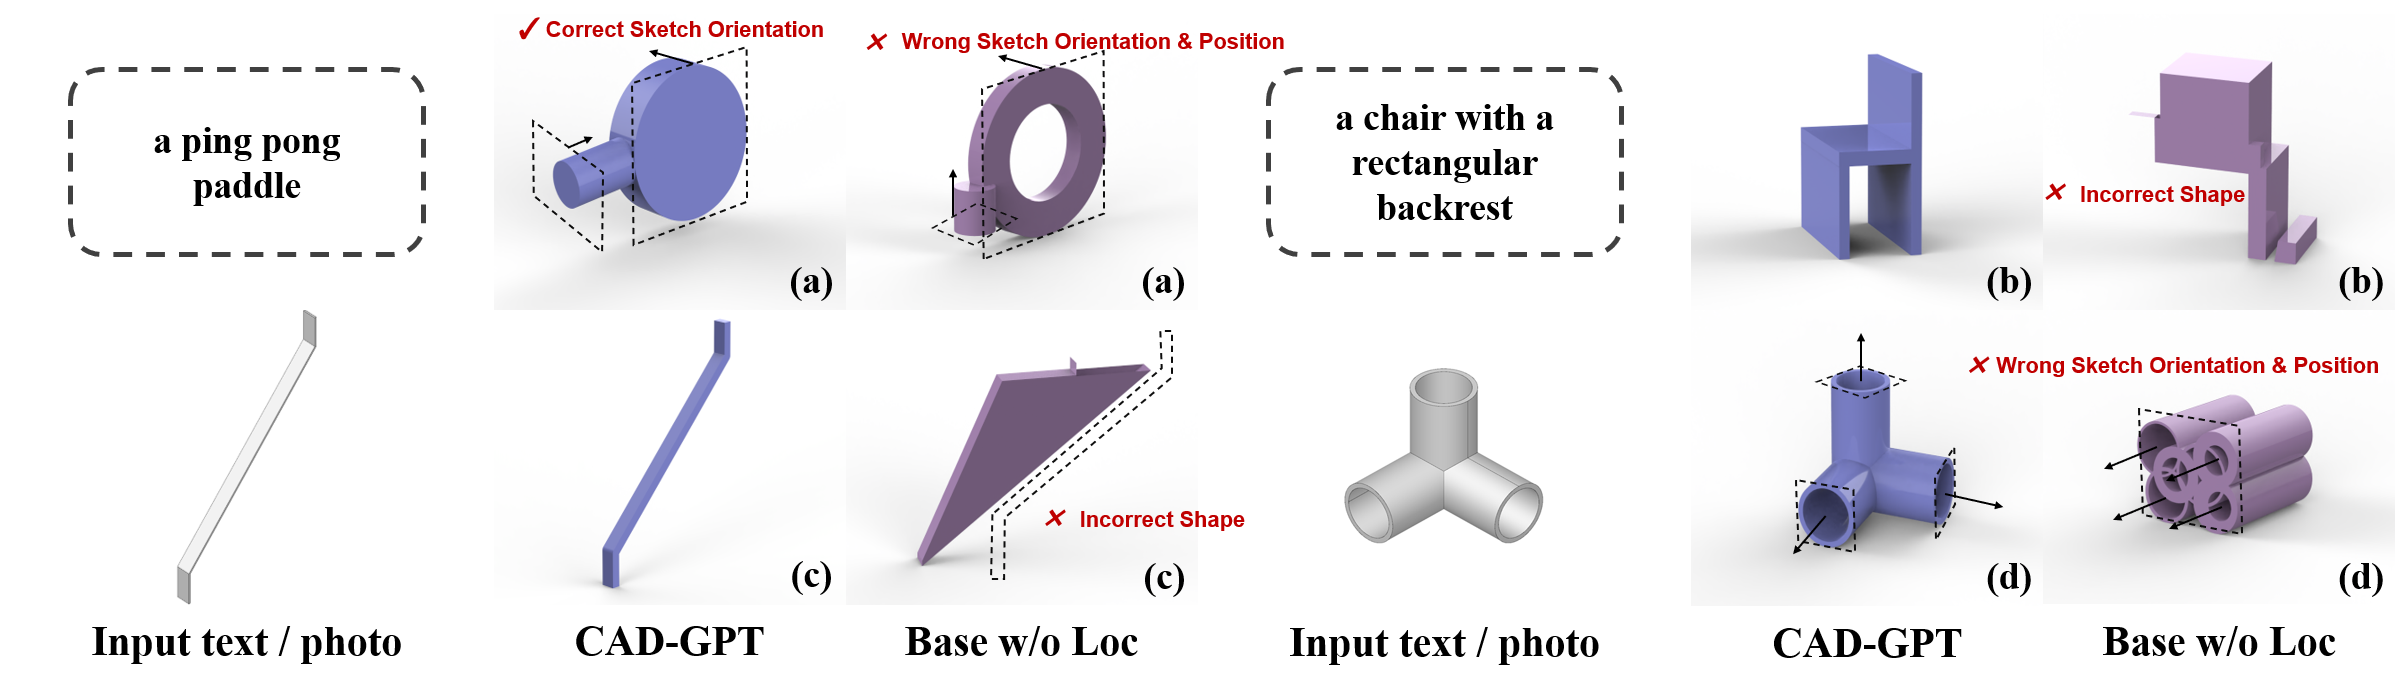 ✓ Correct Sketch Orientation
✕ Wrong Sketch Orientation & Position
a ping pong
paddle
(a)
(a)
a chair with a
rectangular
backrest
✕ Incorrect Shape
(b)
(b)
✕ Incorrect Shape
(c)
(c)
✕ Wrong Sketch Orientation & Position
(d)
(d)
Input text / photo
CAD-GPT
Base w/o Loc
Input text / photo
CAD-GPT
Base w/o Loc